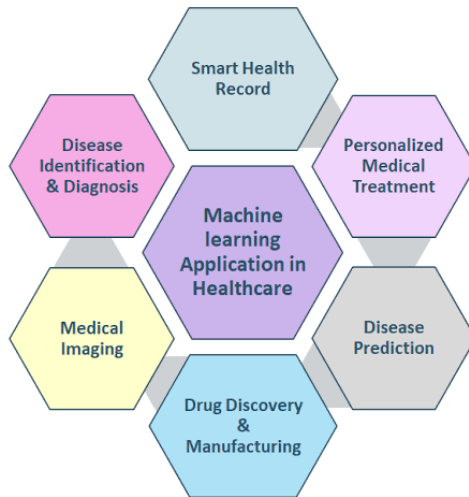 Smart Health
Record
Disease
Identification
& Diagnosis
Personalized
Medical
Treatment
Machine
learning
Application in
Healthcare
Medical
Imaging
Disease
Prediction
Drug Discovery
&
Manufacturing